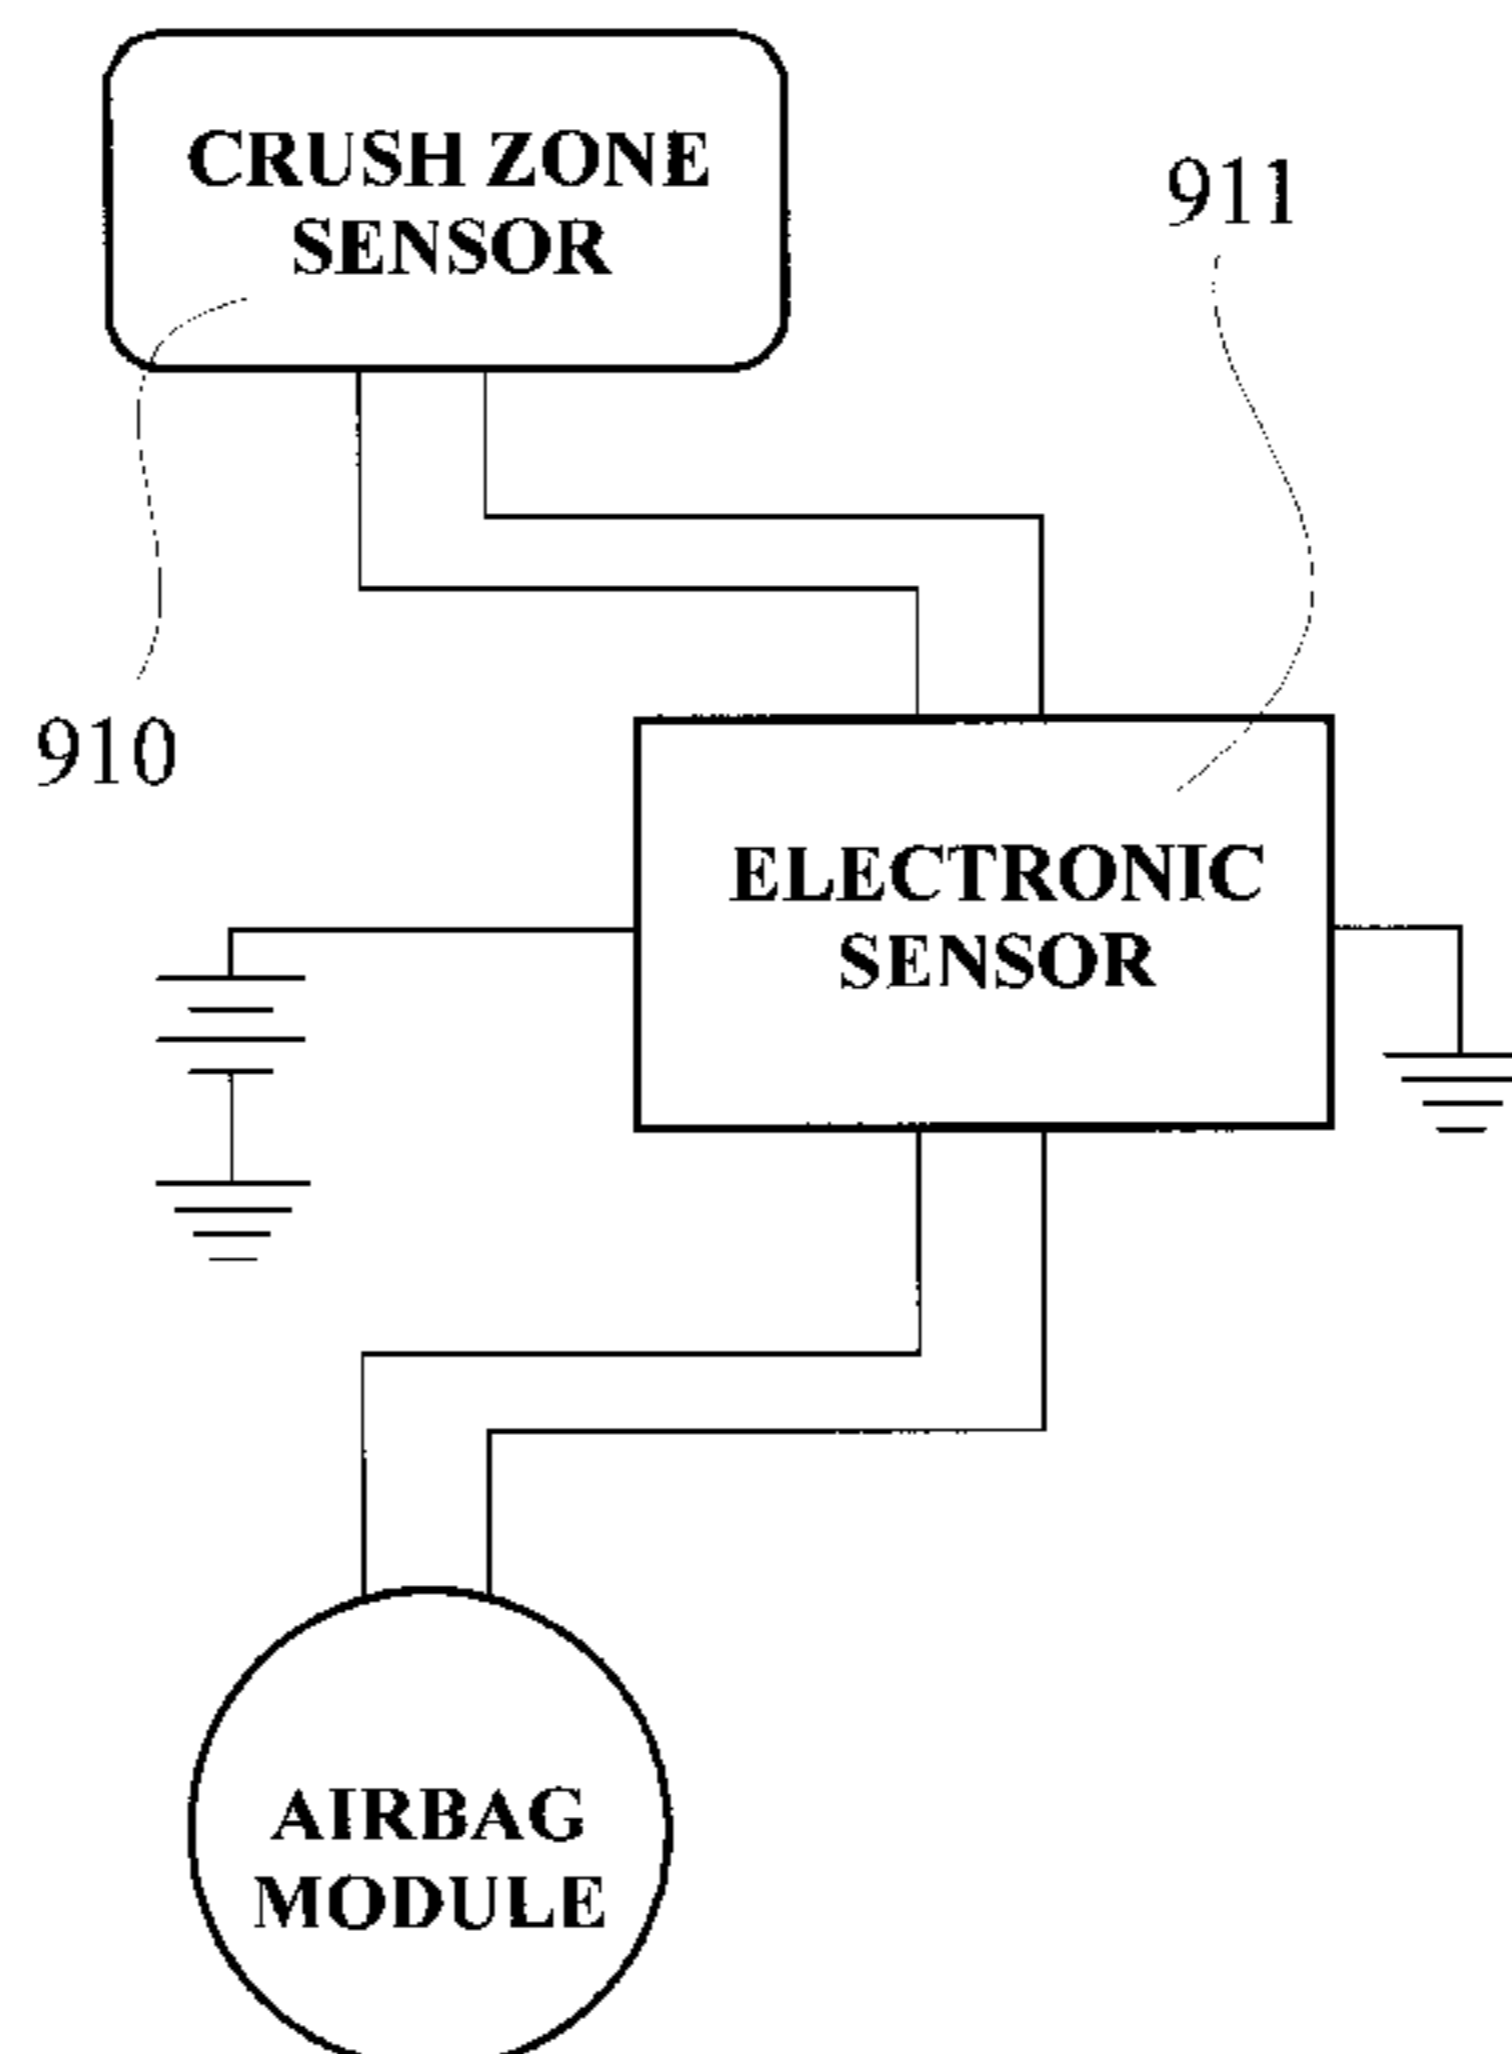 CRUSH ZONE
SENSOR
911
910
ELECTRONIC
SENSOR
AIRBAG
MODULE